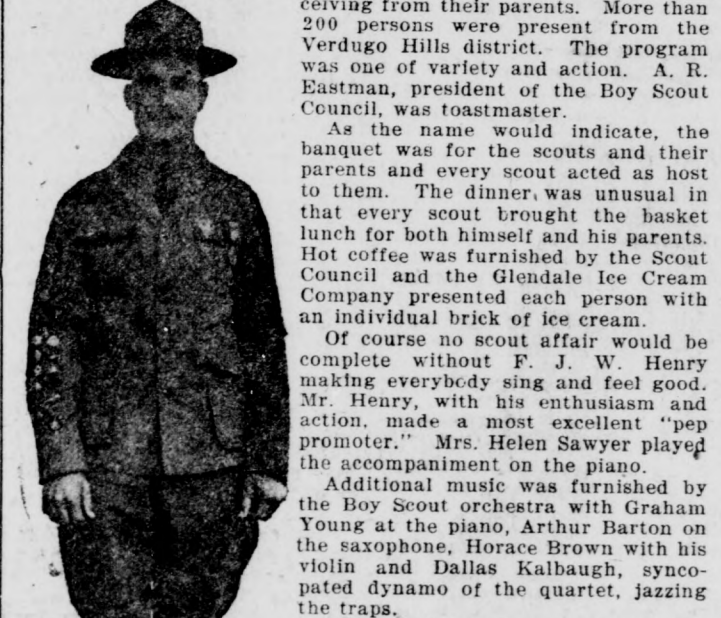 ceiving from their parents. More than
200 persons were present from the
Verdugo Hills district. The program
was one of variety and action. A. R.
Eastman, president of the Boy Scout
Council, was toastmaster.
As the name would indicate, the
banquet was for the scouts and their
parents and every scout acted as host
to them. The dinner, was unusual in
that every scout brought the basket
lunch for both himself and his parents.
Hot coffee was furnished by the Scout
Council and the Glendale Ice Cream
Company presented each person with
an individual brick of ice cream.
Of course no scout affair would be
complete without F. J. W. Henry
making everybody sing and feel good.
Mr. Henry, with his enthusiasm and
action, made a most excellent "pep
promoter." Mrs. Helen Sawyer played
the accompaniment on the piano.
Additional music was furnished by
the Boy Scout orchestra with Graham
Young at the piano, Arthur Barton on
the saxophone, Horace Brown with his
violin and Dallas Kalbaugh, synco-
pated dynamo of the quartet, jazzing
the traps.